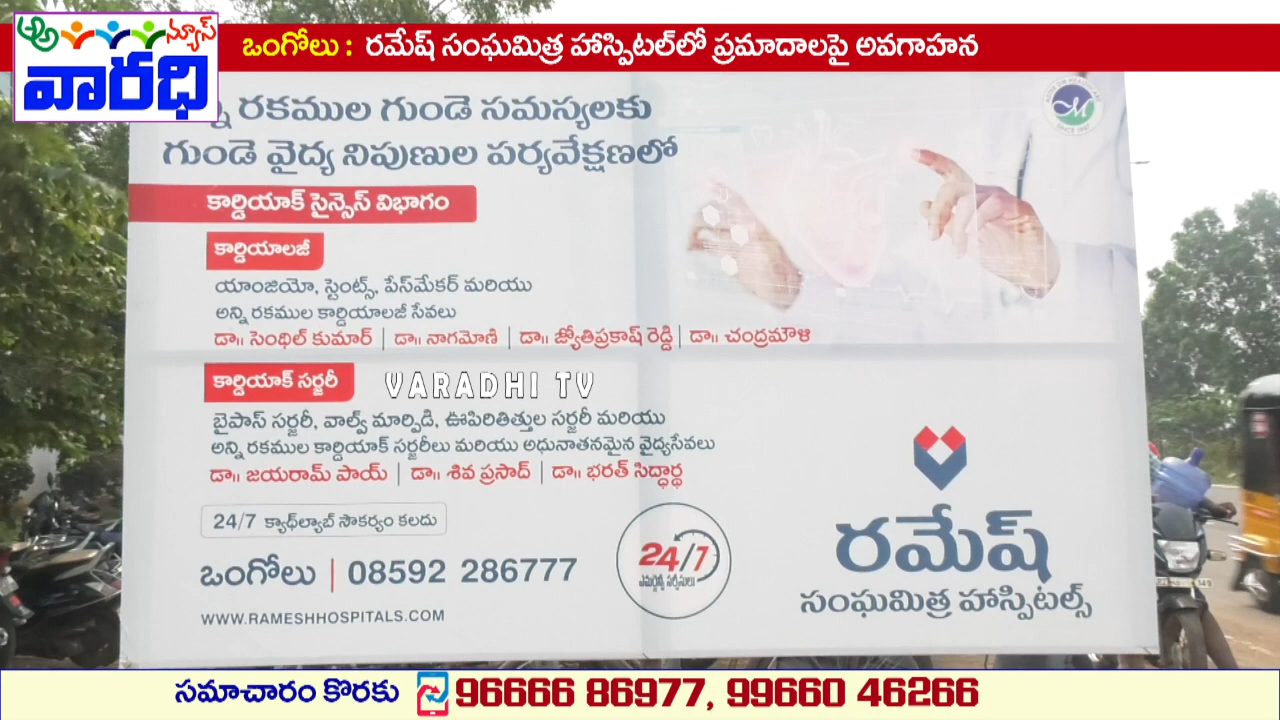 అ న్యూస్
వారధి
ఒంగోలు : రమేష్ సంఘమిత్ర హాస్పిటల్‌లో ప్రమాదాలపై అవగాహన
రకముల గుండె సమస్యలకు
గుండె వైద్య నిపుణుల పర్యవేక్షణలో
కార్డియాక్ సైన్సెస్ విభాగం
కార్డియాలజీ
యాంజియో, స్టెంట్స్, పేస్‌మేకర్ మరియు
అన్ని రకముల కార్డియాలజీ సేవలు
డా॥ సెంథిల్ కుమార్ | డా॥ నాగమోణి | డా॥ జ్యోతిప్రకాష్ రెడ్డి | డా॥ చంద్రమౌళి
కార్డియాక్ సర్జరీ
VARADHI TV
బైపాస్ సర్జరీ, వాల్వ్ మార్పిడి, ఊపిరితిత్తుల సర్జరీ మరియు
అన్ని రకముల కార్డియాక్ సర్జరీలు మరియు అధునాతనమైన వైద్యసేవలు
డా॥ జయరామ్ పాయ్ | డా॥ శివ ప్రసాద్ | డా॥ భరత్ సిద్ధార్థ
24/7 క్యాథ్‌ల్యాబ్ సౌకర్యం కలదు
ఒంగోలు | 08592 286777
WWW.RAMESHHOSPITALS.COM
24/7
ఎమర్జెన్సీ సర్వీసులు
రమేష్
సంఘమిత్ర హాస్పిటల్స్
సమాచారం కొరకు 96666 86977, 99660 46266